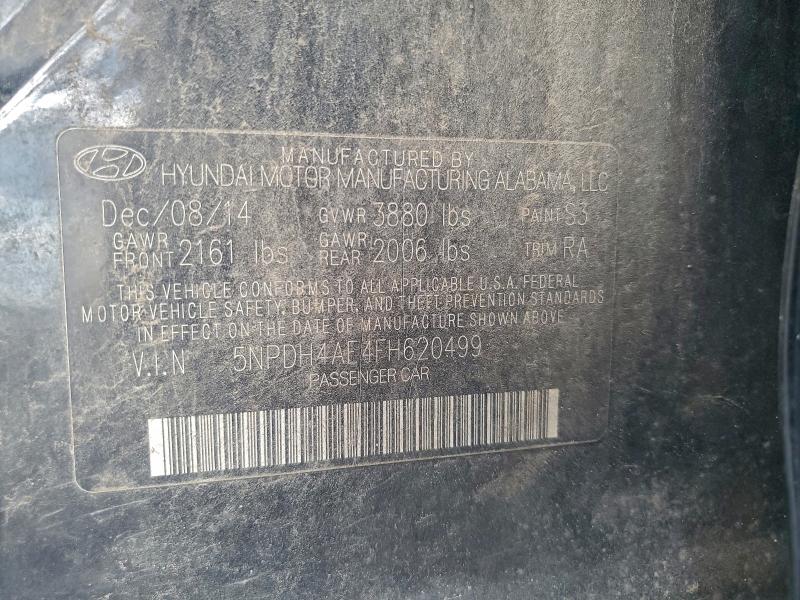 MANUFACTURED BY
HYUNDAI MOTOR MANUFACTURING ALABAMA, LLC
Dec/08/14 GVWR 3880 lbs PAINT S3
GAWR FRONT 2161 lbs GAWR REAR 2006 lbs TRIM RA
THIS VEHICLE CONFORMS TO ALL APPLICABLE U.S.A. FEDERAL
MOTOR VEHICLE SAFETY, BUMPER, AND THEFT PREVENTION STANDARDS
IN EFFECT ON THE DATE OF MANUFACTURE SHOWN ABOVE
V.I.N 5NPDH4AE4FH620499
PASSENGER CAR